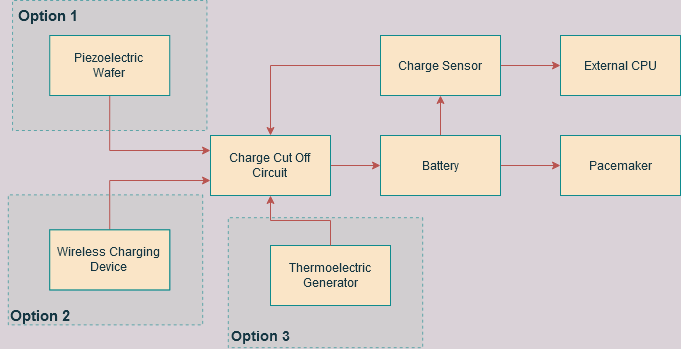 Option 1
Piezoelectric
Wafer
Charge Sensor
External CPU
Charge Cut Off
Circuit
Battery
Pacemaker
Wireless Charging
Device
Option 2
Thermoelectric
Generator
Option 3